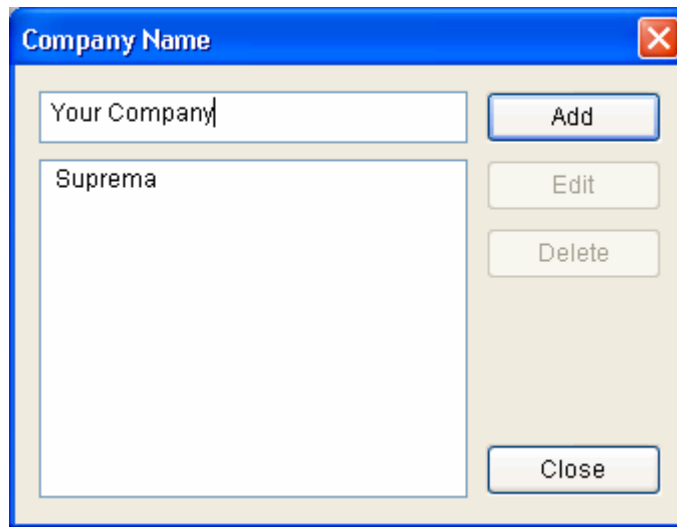 Company Name
Your Company
Add
Suprema
Edit
Delete
Close